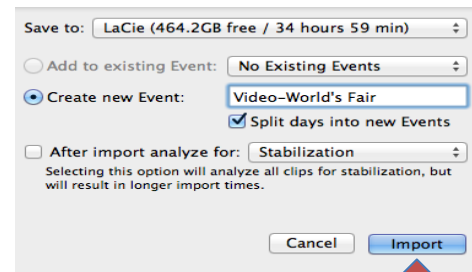 Save to: LaCie (464.2GB free / 34 hours 59 min)
Add to existing Event: No Existing Events
Create new Event: Video-World's Fair
Split days into new Events
After import analyze for: Stabilization
Selecting this option will analyze all clips for stabilization, but
will result in longer import times.
Cancel Import